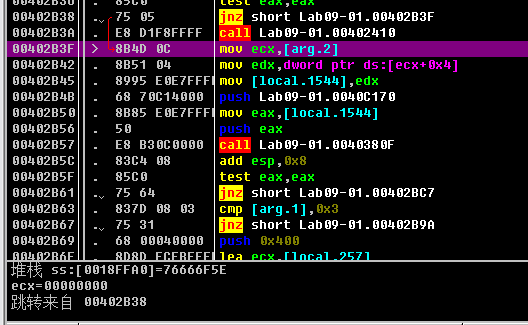 00402B36 . 85C0 test eax,eax
00402B38 . 75 05 jnz short Lab09-01.00402B3F
00402B3A . E8 D1F8FFFF call Lab09-01.00402410
00402B3F > 8B4D 0C mov ecx,[arg.2]
00402B42 . 8B51 04 mov edx,dword ptr ds:[ecx+0x4]
00402B45 . 8995 E0E7FFFF mov [local.1544],edx
00402B4B . 68 70C14000 push Lab09-01.0040C170
00402B50 . 8B85 E0E7FFFF mov eax,[local.1544]
00402B56 . 50 push eax
00402B57 . E8 B30C0000 call Lab09-01.0040380F
00402B5C . 83C4 08 add esp,0x8
00402B5F . 85C0 test eax,eax
00402B61 . 75 64 jnz short Lab09-01.00402BC7
00402B63 . 837D 08 03 cmp [arg.1],0x3
00402B67 . 75 31 jnz short Lab09-01.00402B9A
00402B69 . 68 00040000 push 0x400
00402B6E . 8D8D FCFBFFFF lea ecx,[local.257]
堆栈 ss:[0018FFA0]=76666F5E
ecx=00000000
跳转来自 00402B38